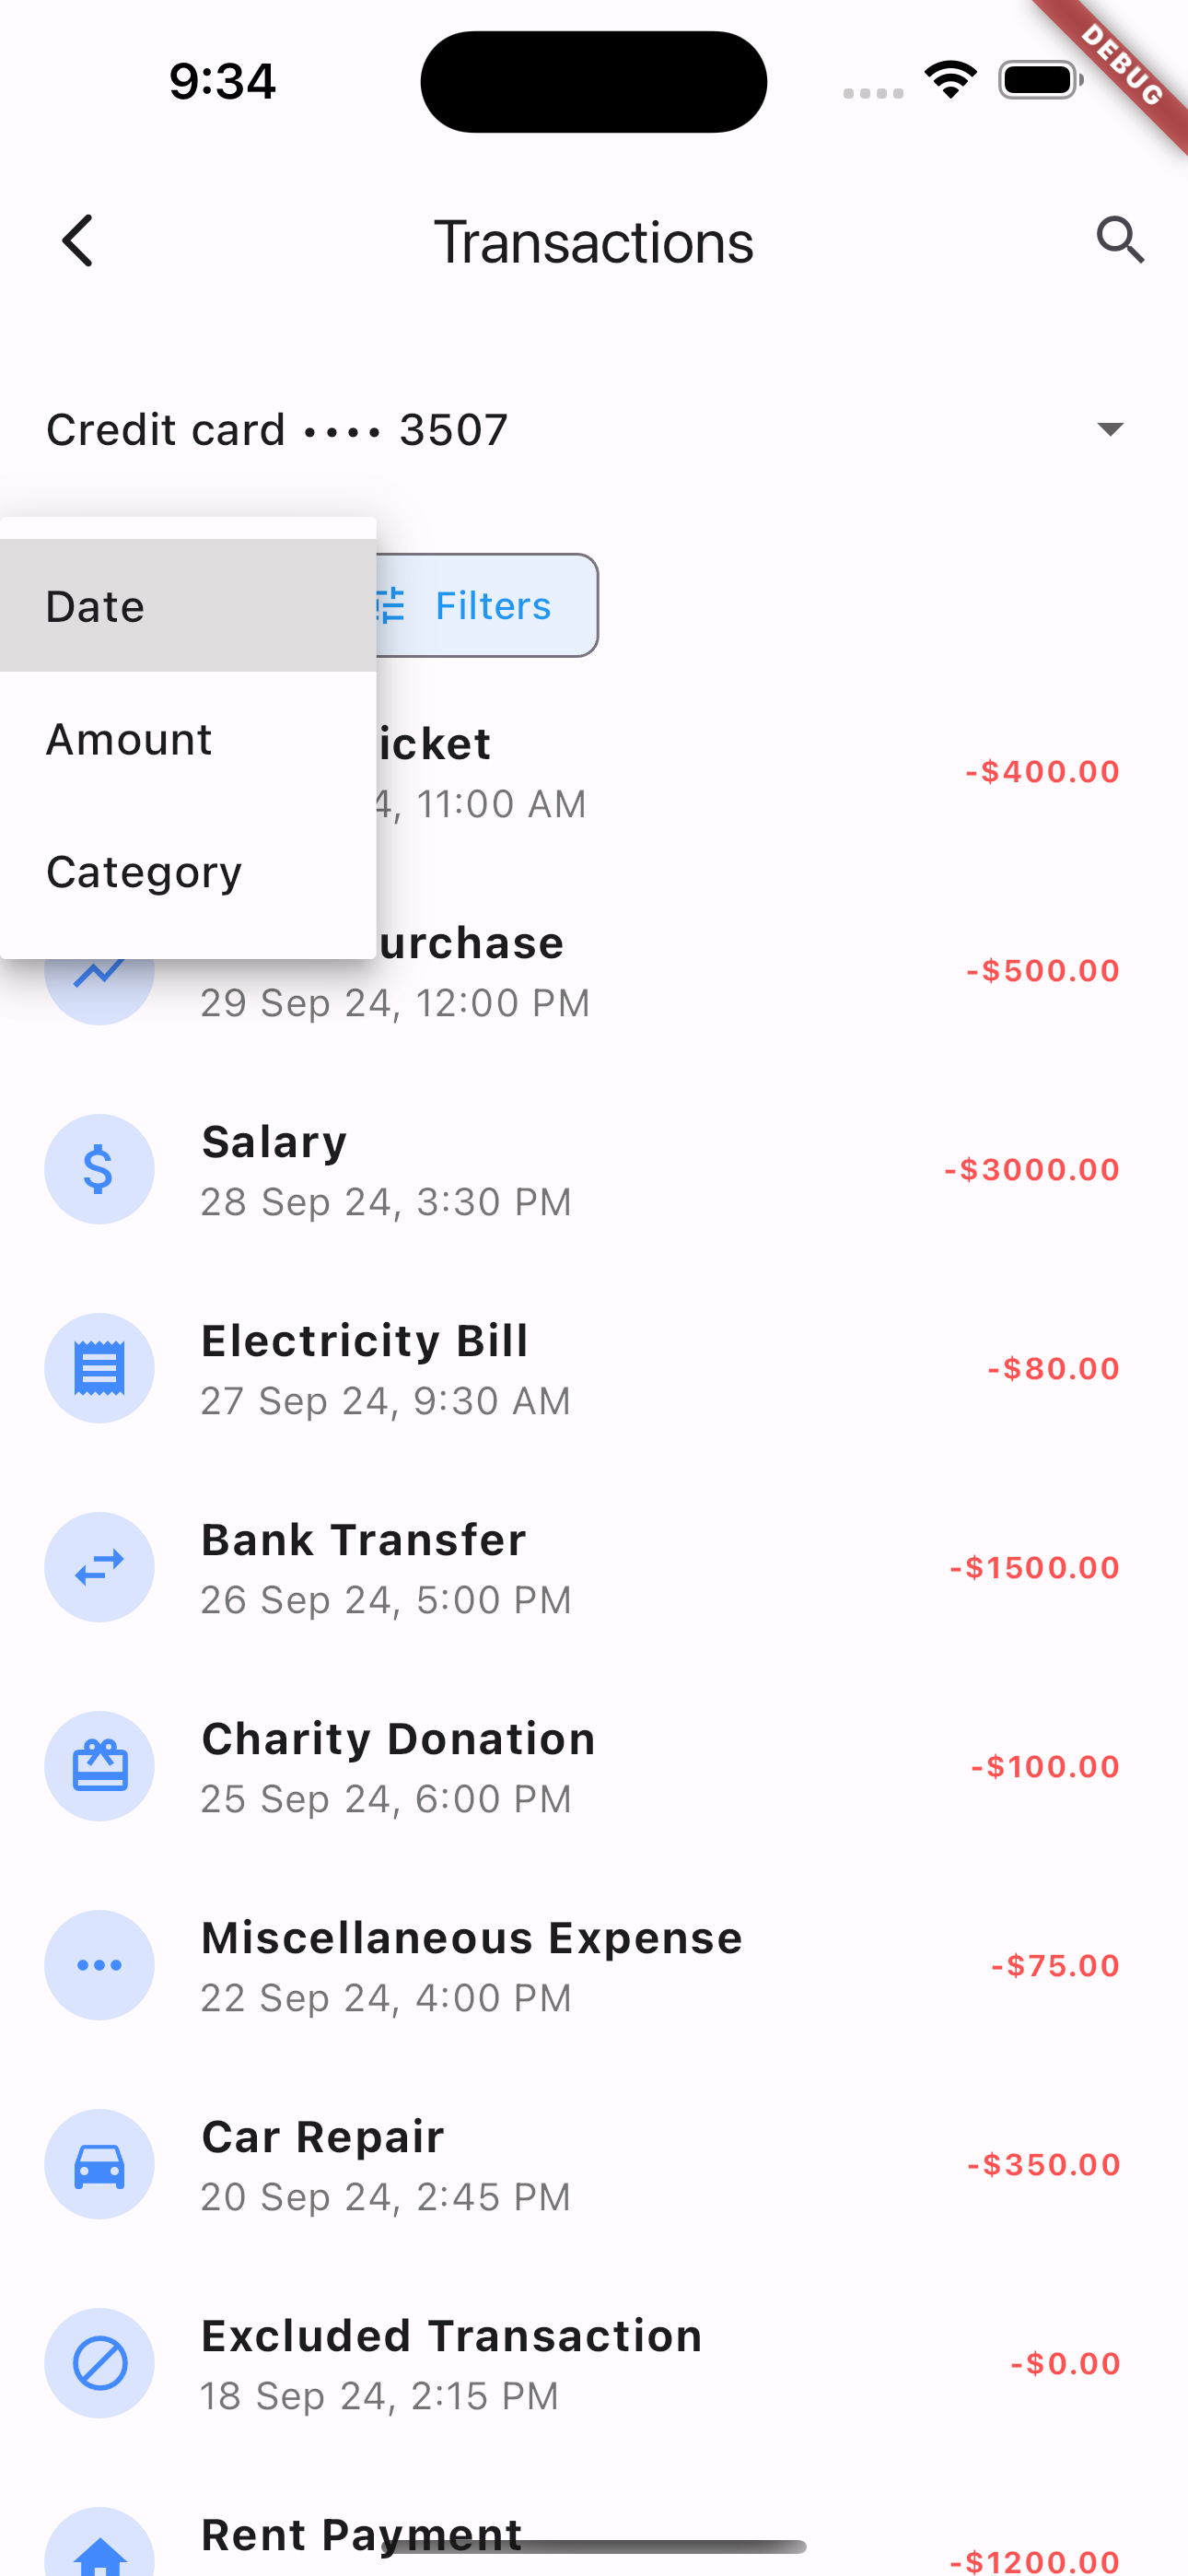 9:34
DEBUG
Transactions
Credit card •••• 3507
Date
Filters
Amount
icket
-$400.00
4, 11:00 AM
Category
urchase
-$500.00
29 Sep 24, 12:00 PM
Salary
-$3000.00
28 Sep 24, 3:30 PM
Electricity Bill
-$80.00
27 Sep 24, 9:30 AM
Bank Transfer
-$1500.00
26 Sep 24, 5:00 PM
Charity Donation
-$100.00
25 Sep 24, 6:00 PM
Miscellaneous Expense
-$75.00
22 Sep 24, 4:00 PM
Car Repair
-$350.00
20 Sep 24, 2:45 PM
Excluded Transaction
-$0.00
18 Sep 24, 2:15 PM
Rent Payment
-$1200.00